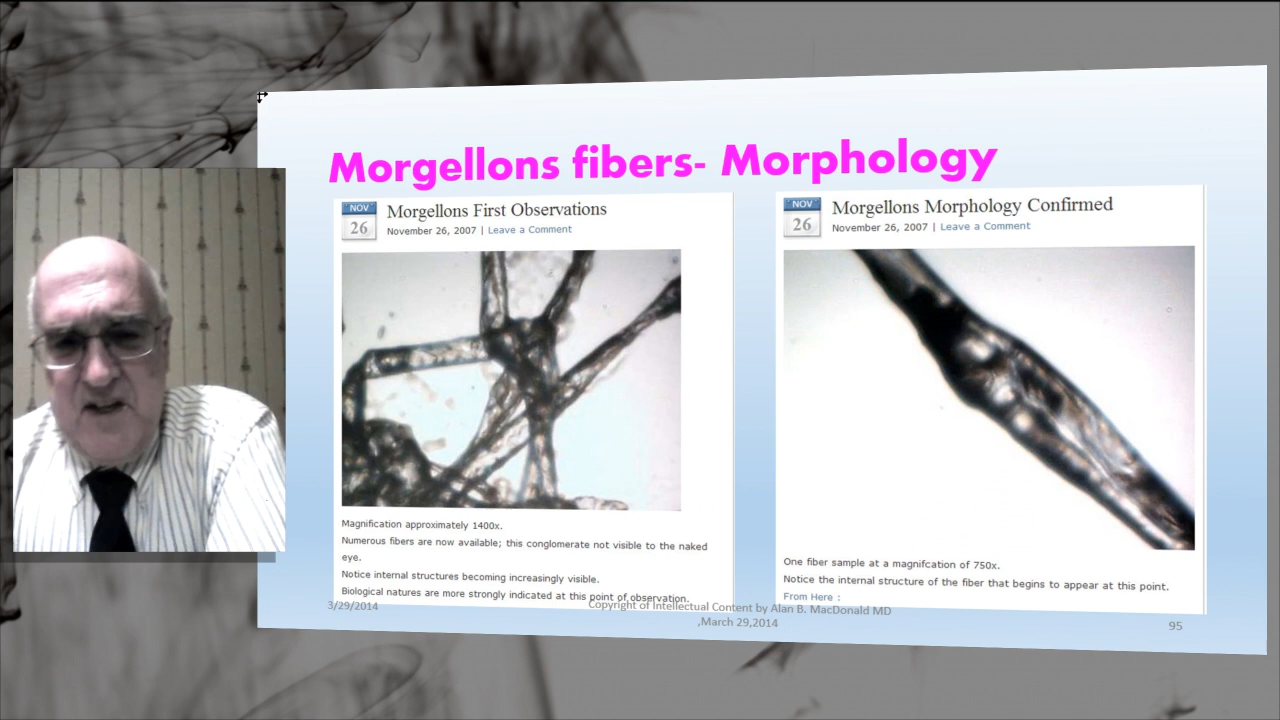 Morgellons fibers- Morphology
NOV
26
Morgellons First Observations
November 26, 2007 | Leave a Comment
Magnification approximately 1400x.
Numerous fibers are now available; this conglomerate not visible to the naked
eye.
Notice internal structures becoming increasingly visible.
Biological natures are more strongly indicated at this point of observation.
NOV
26
Morgellons Morphology Confirmed
November 26, 2007 | Leave a Comment
One fiber sample at a magnifcation of 750x.
Notice the internal structure of the fiber that begins to appear at this point.
From Here :
3/29/2014
Copyright of Intellectual Content by Alan B. MacDonald MD
,March 29,2014
95